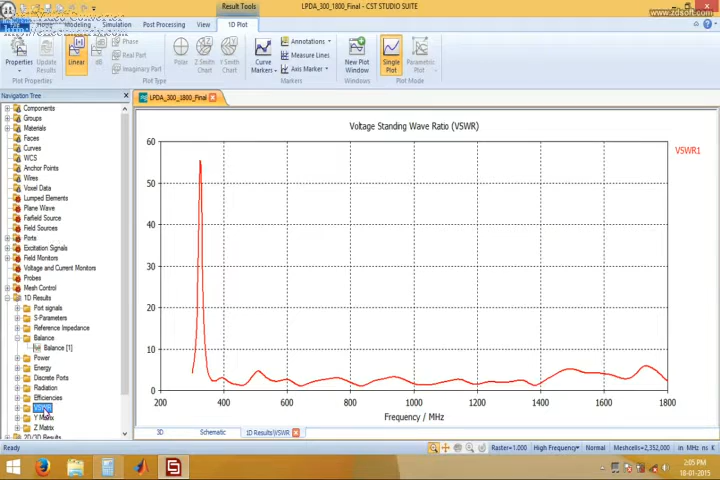 Result Tools
LPDA_300_1800_Final - CST STUDIO SUITE
www.zdsoft.com
Modeling
Simulation
Post Processing
View
1D Plot
Properties
Update Results
Linear
dB
Phase
Real Part
Imaginary Part
Polar
Z Smith Chart
Y Smith Chart
Curve Markers
Annotations
Measure Lines
Axis Marker
New Plot Window
Single Plot
Parametric Plot
Plot Properties
Plot Type
Markers
Windows
Plot Mode
Navigation Tree
LPDA_300_1800_Final
Components
Groups
Materials
Faces
Curves
WCS
Anchor Points
Wires
Voxel Data
Lumped Elements
Plane Wave
Farfield Source
Field Sources
Ports
Excitation Signals
Field Monitors
Voltage and Current Monitors
Probes
Mesh Control
1D Results
Port signals
S-Parameters
Reference Impedance
Balance
Balance [1]
Power
Energy
Discrete Ports
Radiation
Efficiencies
VSWR
Y Matrix
Z Matrix
2D/3D Results
Voltage Standing Wave Ratio (VSWR)
VSWR1
60
50
40
30
20
10
0
200 400 600 800 1000 1200 1400 1600 1800
Frequency / MHz
3D
Schematic
1D Results\VSWR
Ready
Raster=1.000
High Frequency
Normal
Meshcells=2,352,000
in MHz ns K
2:05 PM
18-01-2015